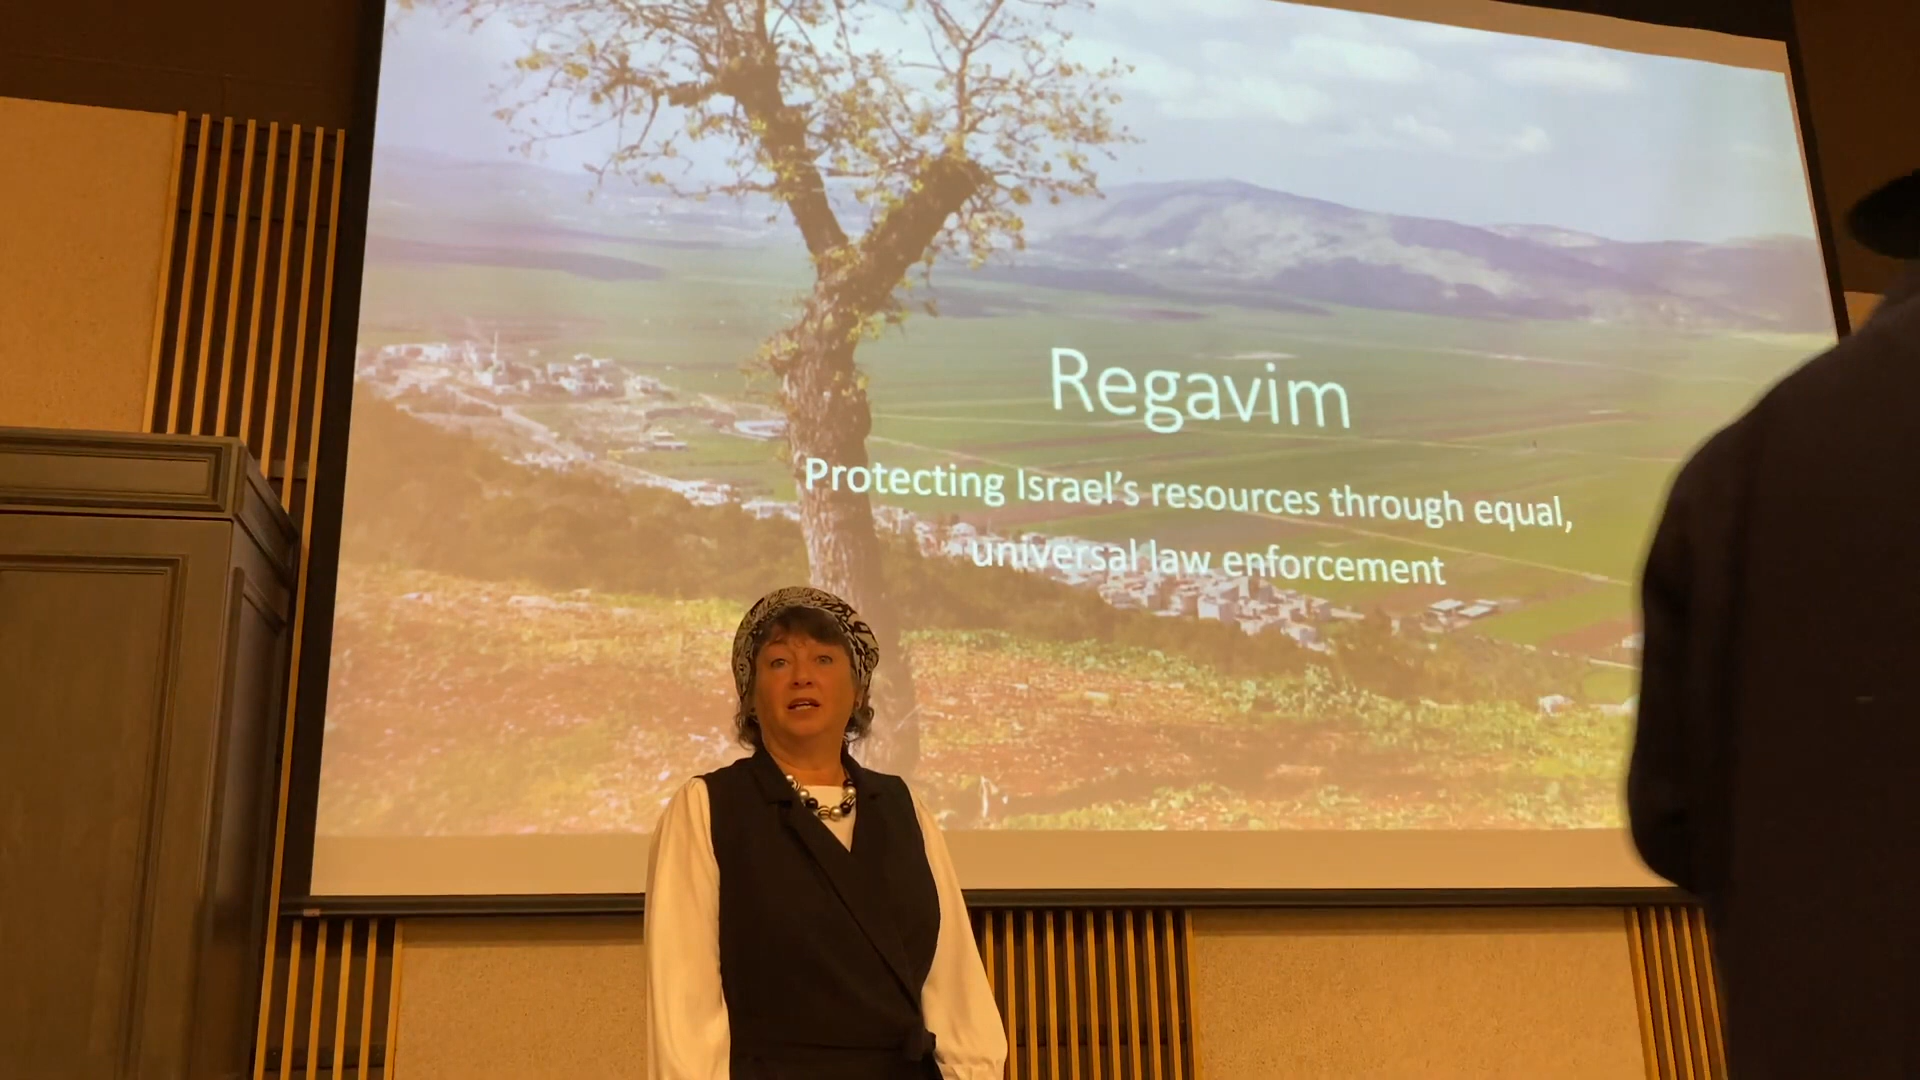 Regavim
Protecting Israel's resources through equal,
universal law enforcement